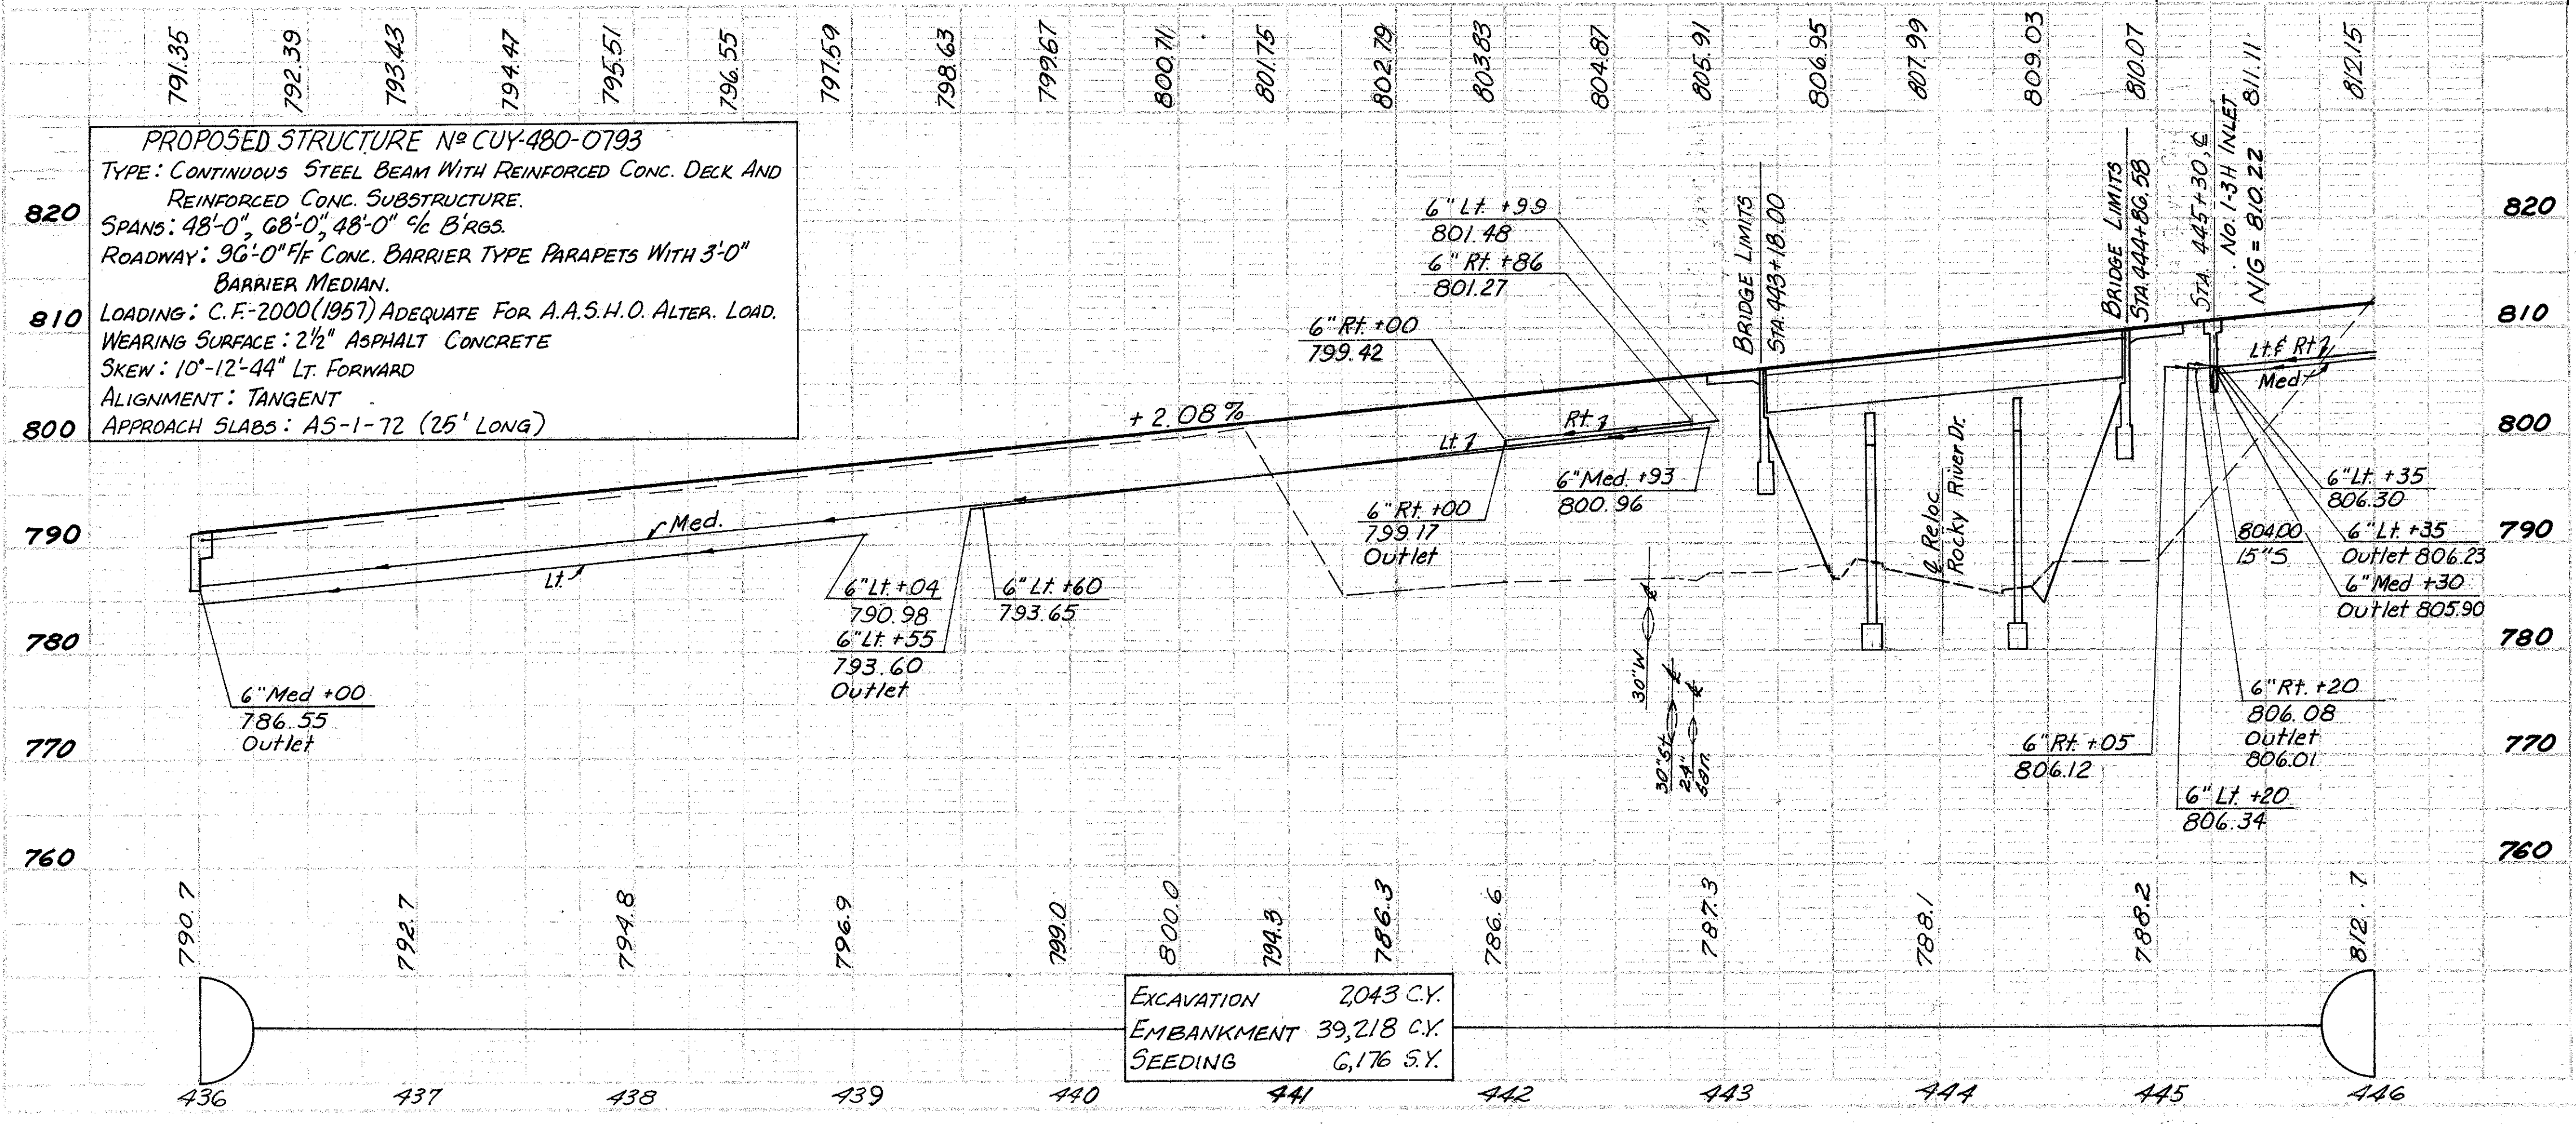 791.35
792.39
793.43
794.47
795.51
796.55
797.59
798.63
799.67
800.71
801.75
802.79
803.83
804.87
805.91
806.95
807.99
809.03
810.07
811.11
812.15
PROPOSED STRUCTURE Nº CUY-480-0793
TYPE: CONTINUOUS STEEL BEAM WITH REINFORCED CONC. DECK AND
REINFORCED CONC. SUBSTRUCTURE.
SPANS: 48'-0", 68'-0", 48'-0" c/c B'RGS.
ROADWAY: 96'-0" F/F CONC. BARRIER TYPE PARAPETS WITH 3'-0"
BARRIER MEDIAN.
LOADING: C.F.-2000 (1957) ADEQUATE FOR A.A.S.H.O. ALTER. LOAD.
WEARING SURFACE: 2½" ASPHALT CONCRETE
SKEW: 10°-12'-44" LT. FORWARD
ALIGNMENT: TANGENT
APPROACH SLABS: AS-1-72 (25' LONG)
820
810
800
790
780
770
760
820
810
800
790
780
770
760
+2.08%
6" Lt. +99
801.48
6" Rt. +86
801.27
6" Rt. +00
799.42
BRIDGE LIMITS
STA. 443+18.00
BRIDGE LIMITS
STA. 444+86.58
STA. 445+30, ℄
No. 1-3H INLET
N/G = 810.22
Lt. & Rt.
Med
Rt.
Lt.
6" Med. +93
800.96
6" Rt. +00
799.17
Outlet
℄ Reloc.
Rocky River Dr.
6" Lt. +35
806.30
804.00
15" S
6" Lt. +35
Outlet 806.23
6" Med +30
Outlet 805.90
Med.
Lt
6" Lt. +04
790.98
6" Lt. +55
793.60
Outlet
6" Lt. +60
793.65
6" Med +00
786.55
Outlet
30" W
30" St.
24"
San.
6" Rt. +20
806.08
Outlet
806.01
6" Rt. +05
806.12
6" Lt. +20
806.34
790.7
792.7
794.8
796.9
799.0
800.0
794.3
786.3
786.6
787.3
788.1
788.2
812.7
EXCAVATION 2,043 C.Y.
EMBANKMENT 39,218 C.Y.
SEEDING 6,176 S.Y.
436
437
438
439
440
441
442
443
444
445
446